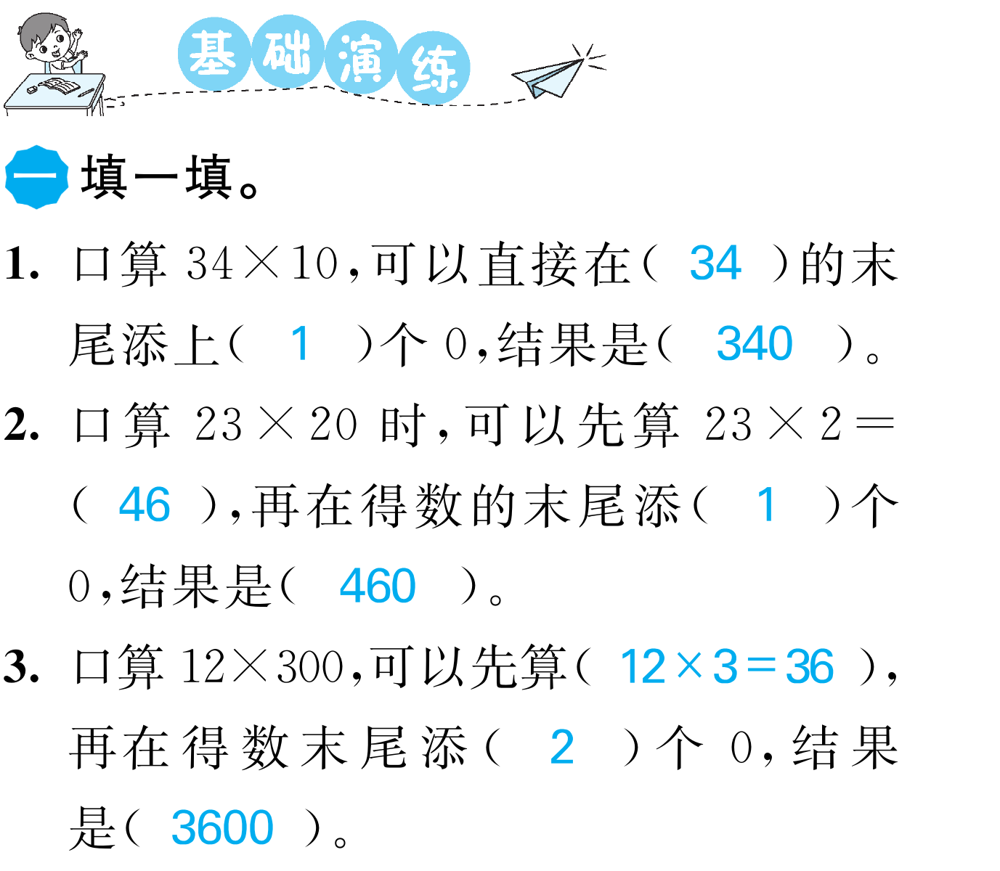 基础演练
一 填一填。
1. 口算 34×10,可以直接在( 34 )的末
尾添上( 1 )个 0,结果是( 340 )。
2. 口算 23×20 时,可以先算 23×2=
( 46 ),再在得数的末尾添( 1 )个
0,结果是( 460 )。
3. 口算 12×300,可以先算( 12×3=36 ),
再在得数末尾添( 2 )个 0,结果
是( 3600 )。